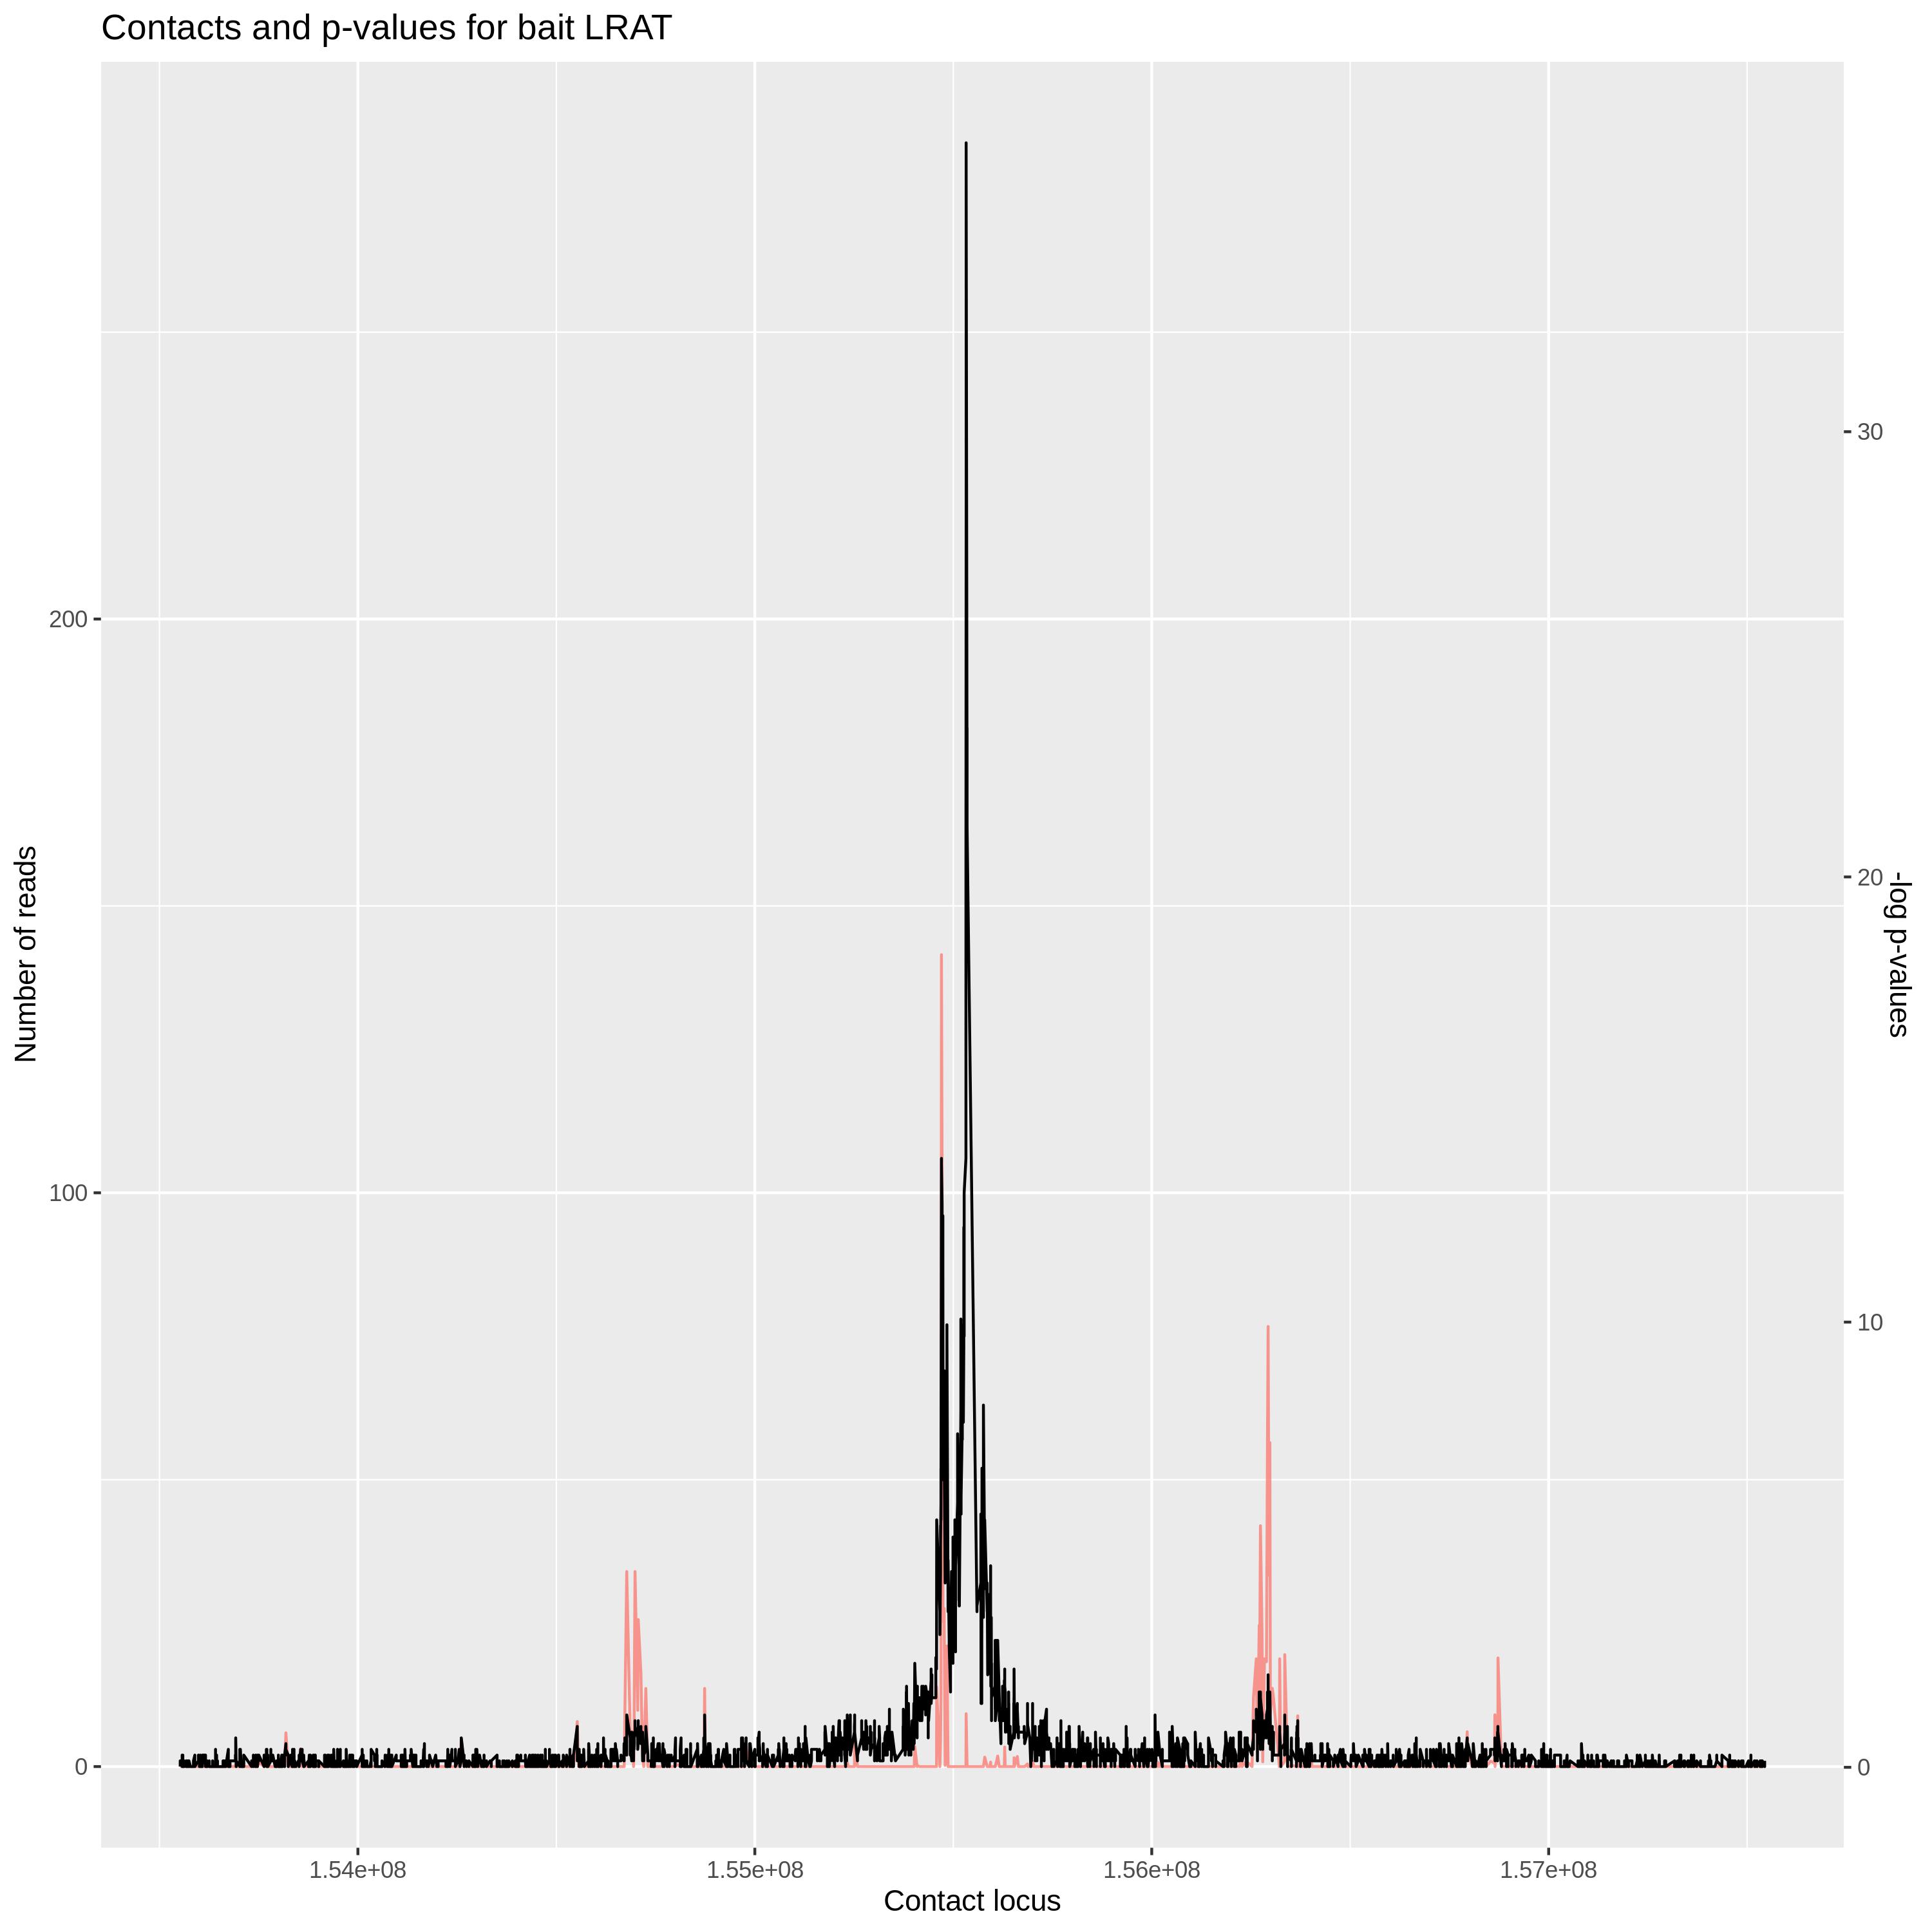 Contacts and p-values for bait LRAT
Number of reads
200
100
0
30
20
10
0
-log p-values
1.54e+08
1.55e+08
1.56e+08
1.57e+08
Contact locus